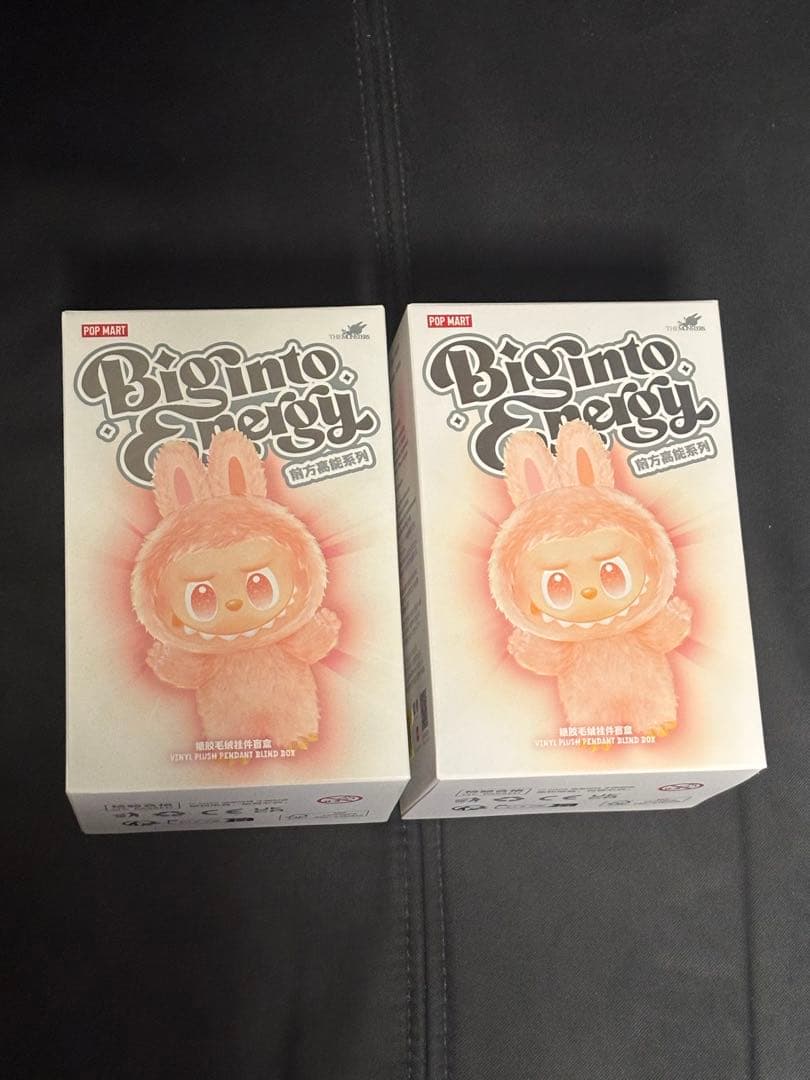 POP MART
THE MONSTERS
Big into
Energy
前方高能系列
搪胶毛绒挂件盲盒
VINYL PLUSH PENDANT BLIND BOX
POP MART
THE MONSTERS
Big into
Energy
前方高能系列
搪胶毛绒挂件盲盒
VINYL PLUSH PENDANT BLIND BOX